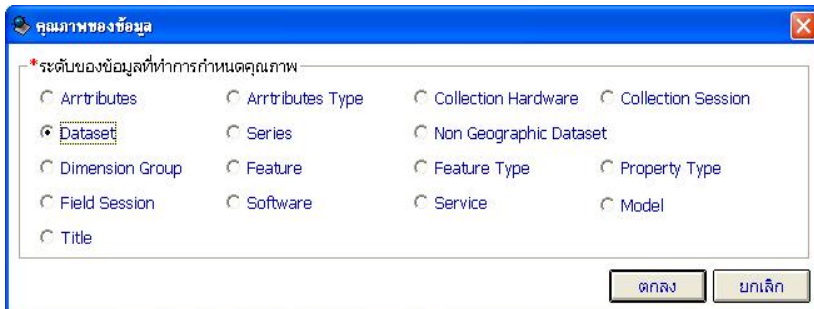 คุณภาพของข้อมูล
*ระดับของข้อมูลที่ทำการกำหนดคุณภาพ
Arrtributes Arrtributes Type Collection Hardware Collection Session
Dataset Series Non Geographic Dataset
Dimension Group Feature Feature Type Property Type
Field Session Software Service Model
Title
ตกลง ยกเลิก